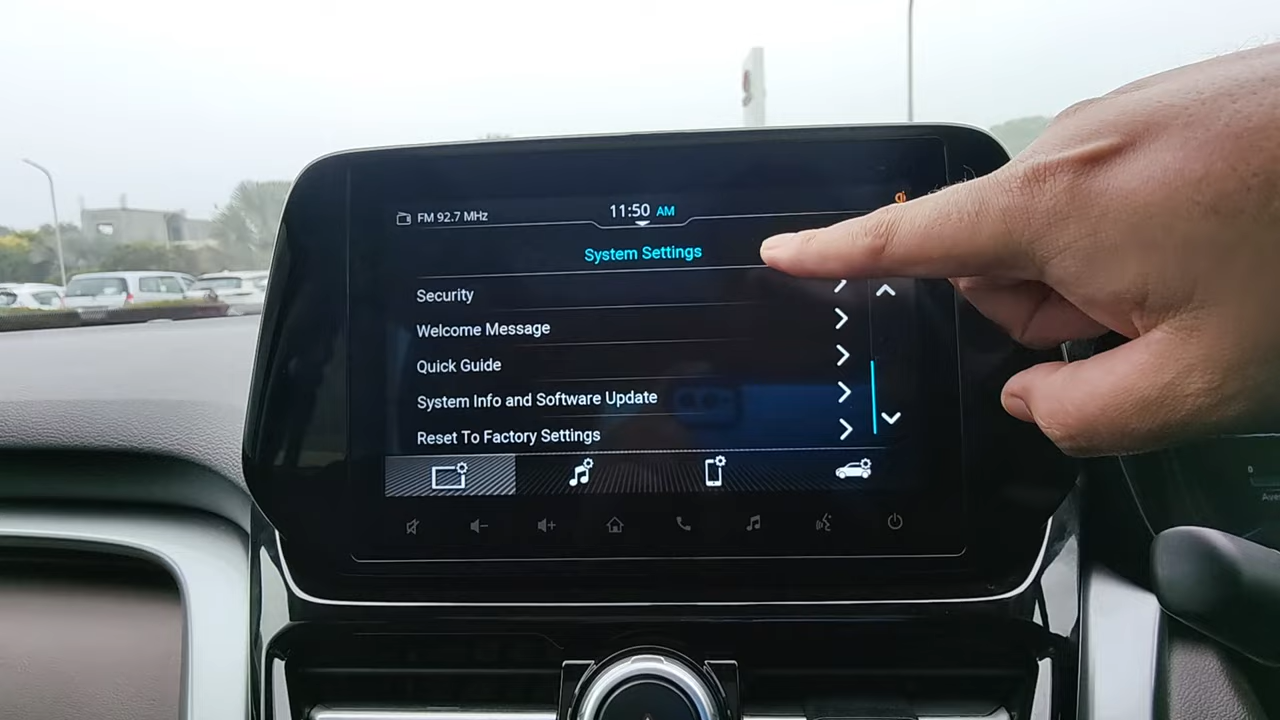 FM 92.7 MHz
11:50 AM
System Settings
Security
Welcome Message
Quick Guide
System Info and Software Update
Reset To Factory Settings